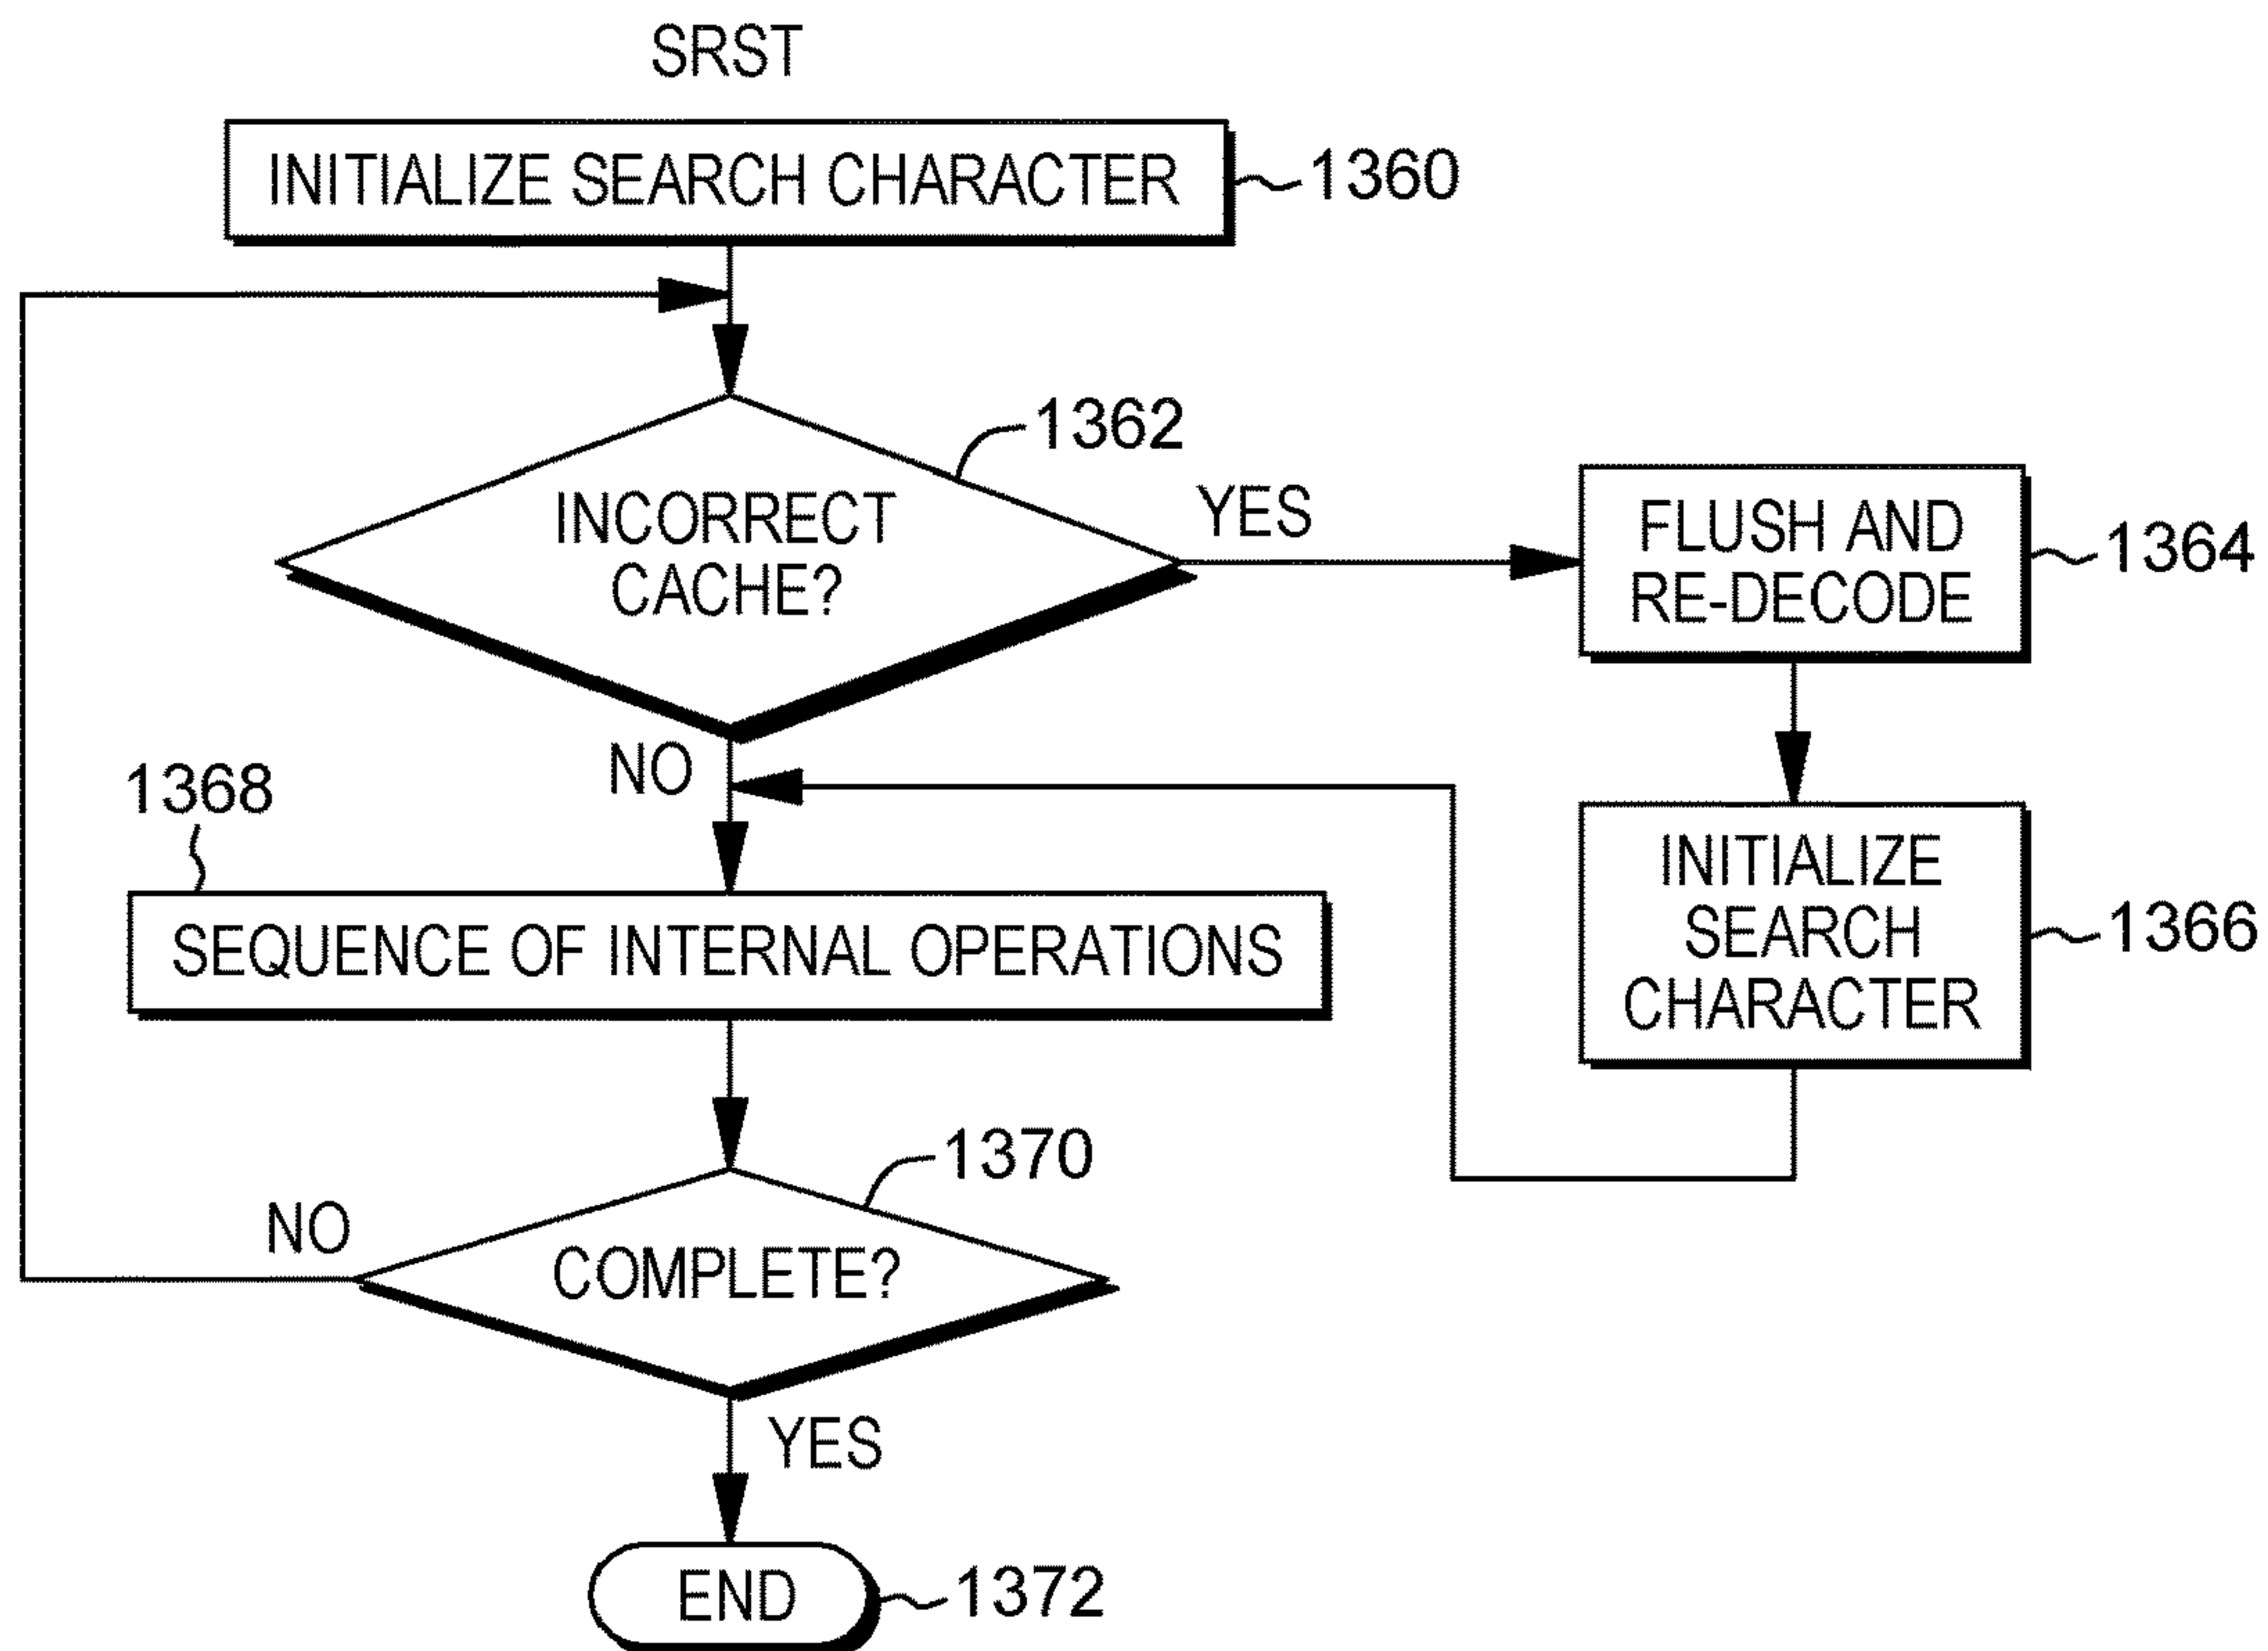 SRST
INITIALIZE SEARCH CHARACTER
1360
1362
INCORRECT
CACHE?
YES
FLUSH AND
RE-DECODE
1364
NO
1368
INITIALIZE
SEARCH
CHARACTER
1366
SEQUENCE OF INTERNAL OPERATIONS
1370
NO
COMPLETE?
YES
END
1372